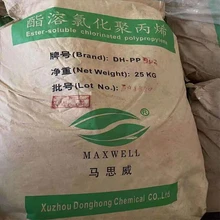 酯溶氯化聚丙烯
Ester-soluble chlorinated polypropylene
牌号(Brand): DH-PP
净重(Net Weight): 25 KG
批号(Lot No.):
MAXWELL
马思威
Xuzhou Donghong Chemical CO.,Ltd.